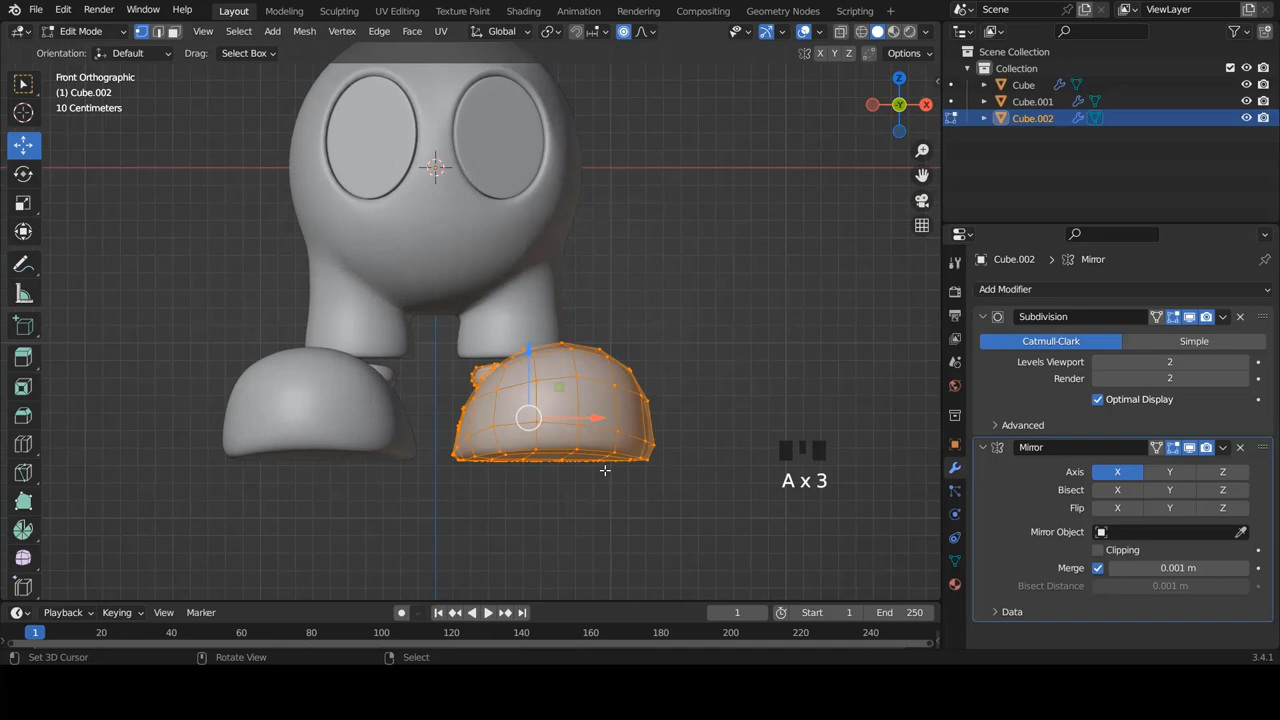 File Edit Render Window Help Layout Modeling Sculpting UV Editing Texture Paint Shading Animation Rendering Compositing Geometry Nodes Scripting Scene ViewLayer
Edit Mode View Select Add Mesh Vertex Edge Face UV Global
Orientation: Default Drag: Select Box X Y Z Options
Front Orthographic
(1) Cube.002
10 Centimeters
Z
Y
X
A x 3
Scene Collection
Collection
Cube
Cube.001
Cube.002
Cube.002 > Mirror
Add Modifier
Subdivision
Catmull-Clark Simple
Levels Viewport 2
Render 2
Optimal Display
Advanced
Mirror
Axis X Y Z
Bisect X Y Z
Flip X Y Z
Mirror Object
Clipping
Merge 0.001 m
Bisect Distance 0.001 m
Data
Playback Keying View Marker 1 Start 1 End 250
1 20 40 60 80 100 120 140 160 180 200 220 240
Set 3D Cursor Rotate View Select 3.4.1